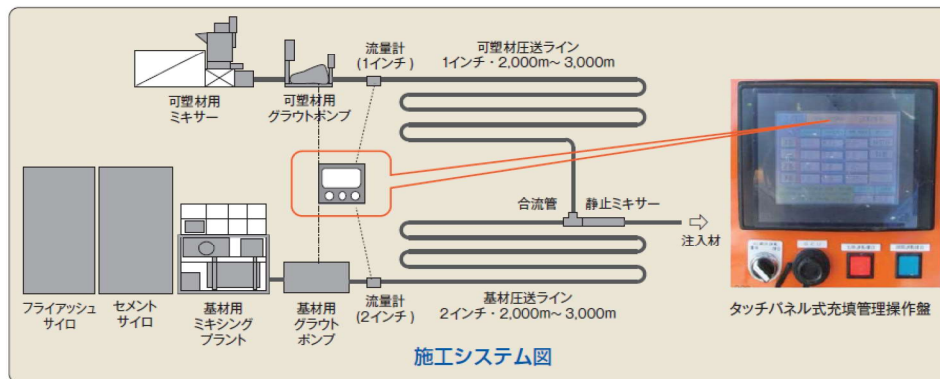 流量計
(1インチ)
可塑材圧送ライン
1インチ・2,000m～3,000m
可塑材用
ミキサー
可塑材用
グラウトポンプ
合流管
静止ミキサー
注入材
フライアッシュ
サイロ
セメント
サイロ
基材用
ミキシング
プラント
基材用
グラウト
ポンプ
流量計
(2インチ)
基材圧送ライン
2インチ・2,000m～3,000m
タッチパネル式充填管理操作盤
施工システム図